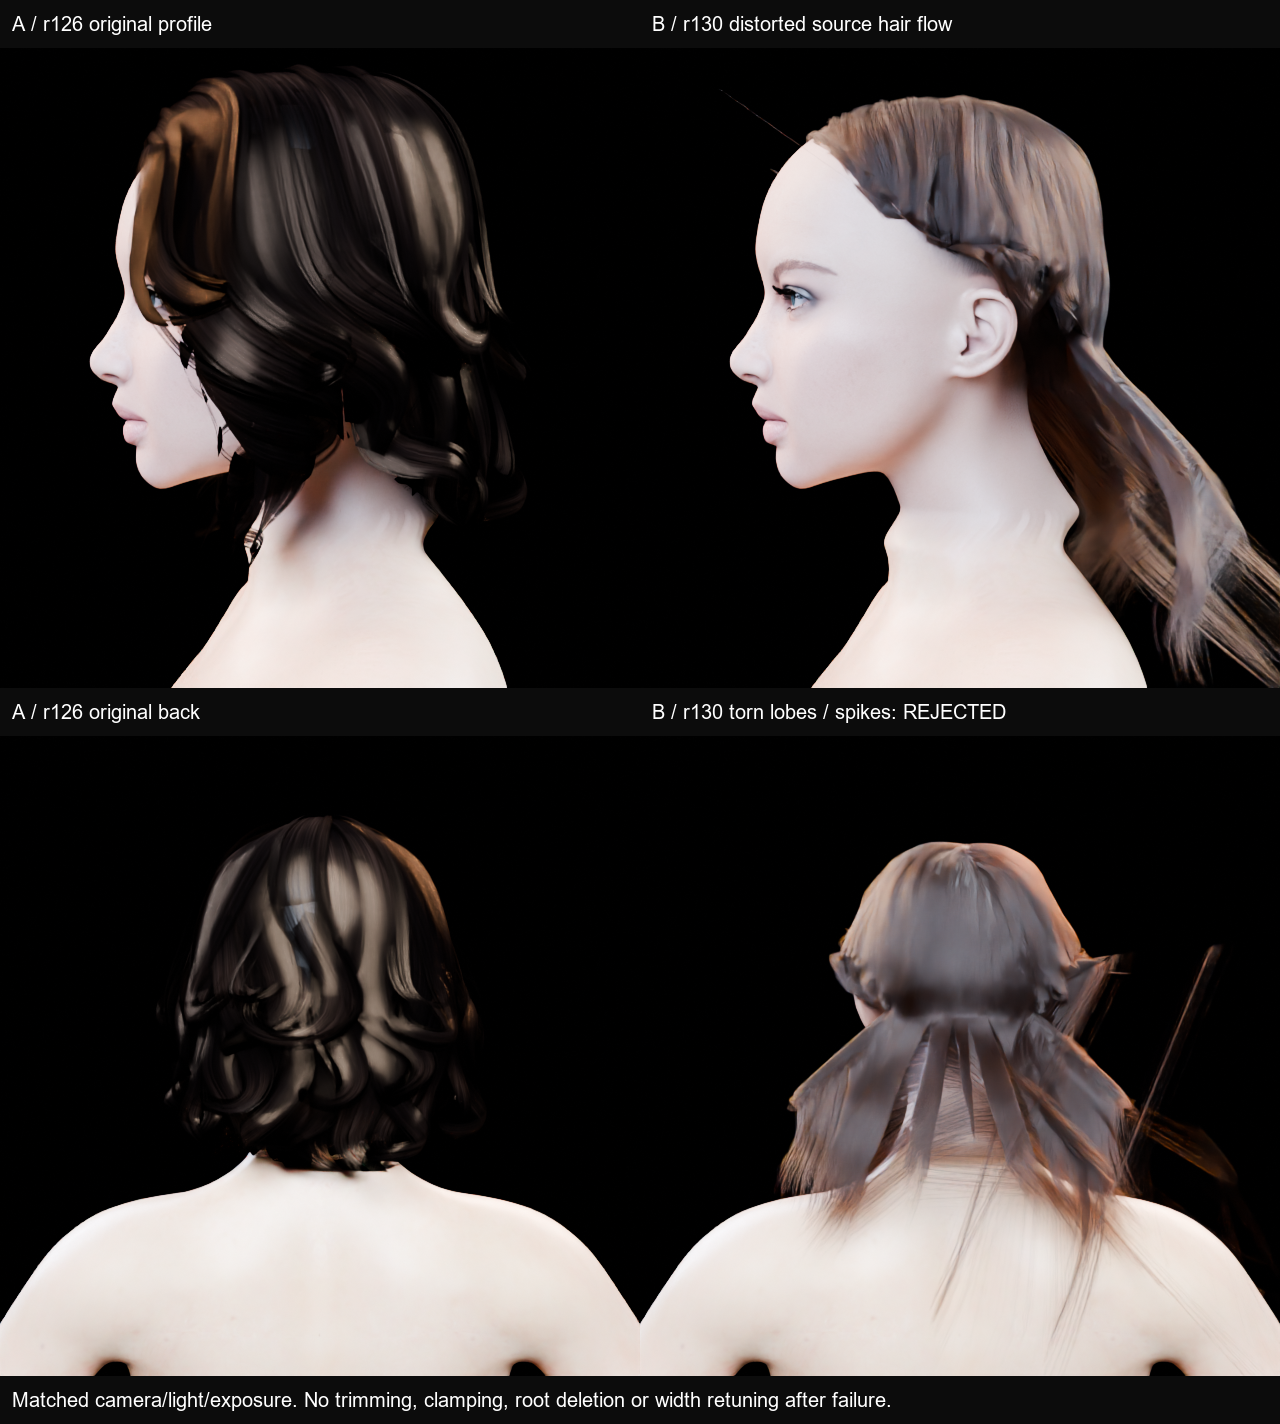 A / r126 original profile
B / r130 distorted source hair flow
A / r126 original back
B / r130 torn lobes / spikes: REJECTED
Matched camera/light/exposure. No trimming, clamping, root deletion or width retuning after failure.